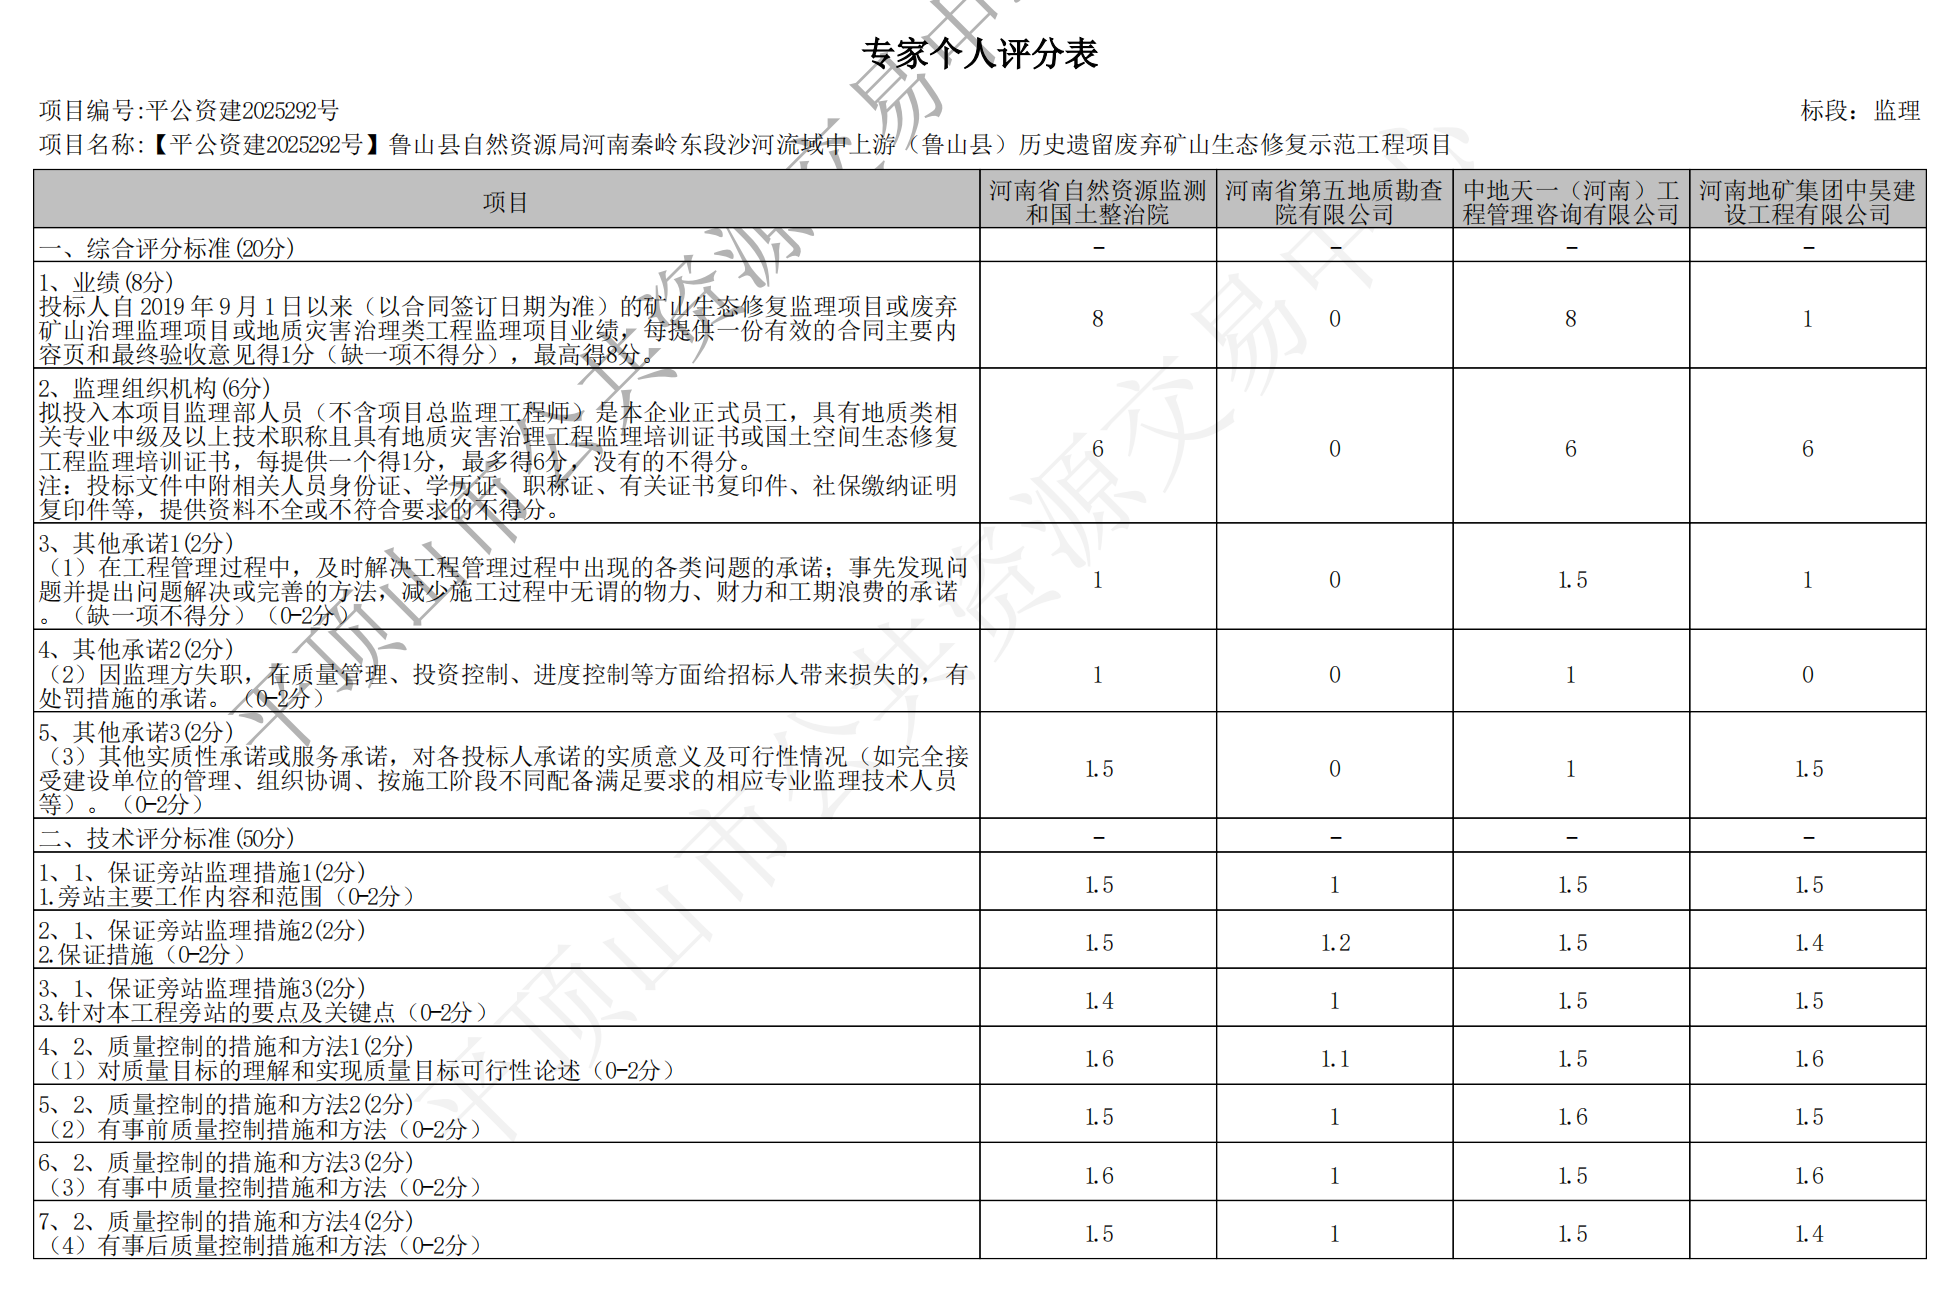 专家个人评分表
项目编号:平公资建2025292号
标段：监理
项目名称:【平公资建2025292号】鲁山县自然资源局河南秦岭东段沙河流域中上游（鲁山县）历史遗留废弃矿山生态修复示范工程项目
项目
河南省自然资源监测
和国土整治院
河南省第五地质勘查
院有限公司
中地天一（河南）工
程管理咨询有限公司
河南地矿集团中昊建
设工程有限公司
一、综合评分标准(20分)
-
-
-
-
1、业绩(8分)
投标人自 2019 年 9 月 1 日以来（以合同签订日期为准）的矿山生态修复监理项目或废弃
矿山治理监理项目或地质灾害治理类工程监理项目业绩，每提供一份有效的合同主要内
容页和最终验收意见得1分（缺一项不得分），最高得8分。
8
0
8
1
2、监理组织机构(6分)
拟投入本项目监理部人员（不含项目总监理工程师）是本企业正式员工，具有地质类相
关专业中级及以上技术职称且具有地质灾害治理工程监理培训证书或国土空间生态修复
工程监理培训证书，每提供一个得1分，最多得6分，没有的不得分。
注：投标文件中附相关人员身份证、学历证、职称证、有关证书复印件、社保缴纳证明
复印件等，提供资料不全或不符合要求的不得分。
6
0
6
6
3、其他承诺1(2分)
（1）在工程管理过程中，及时解决工程管理过程中出现的各类问题的承诺；事先发现问
题并提出问题解决或完善的方法，减少施工过程中无谓的物力、财力和工期浪费的承诺
。（缺一项不得分）（0-2分）
1
0
1.5
1
4、其他承诺2(2分)
（2）因监理方失职，在质量管理、投资控制、进度控制等方面给招标人带来损失的，有
处罚措施的承诺。（0-2分）
1
0
1
0
5、其他承诺3(2分)
（3）其他实质性承诺或服务承诺，对各投标人承诺的实质意义及可行性情况（如完全接
受建设单位的管理、组织协调、按施工阶段不同配备满足要求的相应专业监理技术人员
等）。（0-2分）
1.5
0
1
1.5
二、技术评分标准(50分)
-
-
-
-
1、1、保证旁站监理措施1(2分)
1.旁站主要工作内容和范围（0-2分）
1.5
1
1.5
1.5
2、1、保证旁站监理措施2(2分)
2.保证措施（0-2分）
1.5
1.2
1.5
1.4
3、1、保证旁站监理措施3(2分)
3.针对本工程旁站的要点及关键点（0-2分）
1.4
1
1.5
1.5
4、2、质量控制的措施和方法1(2分)
（1）对质量目标的理解和实现质量目标可行性论述（0-2分）
1.6
1.1
1.5
1.6
5、2、质量控制的措施和方法2(2分)
（2）有事前质量控制措施和方法（0-2分）
1.5
1
1.6
1.5
6、2、质量控制的措施和方法3(2分)
（3）有事中质量控制措施和方法（0-2分）
1.6
1
1.5
1.6
7、2、质量控制的措施和方法4(2分)
（4）有事后质量控制措施和方法（0-2分）
1.5
1
1.5
1.4
平顶山市公共资源交易中
平顶山市公共资源交易中心